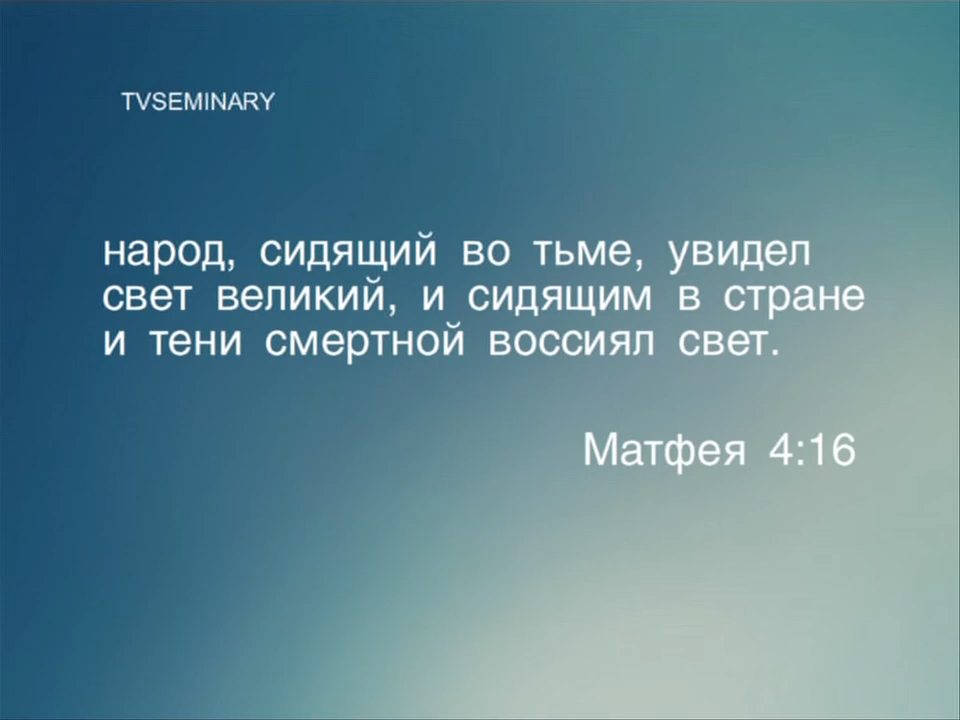 TVSEMINARY
народ, сидящий во тьме, увидел
свет великий, и сидящим в стране
и тени смертной воссиял свет.
Матфея 4:16